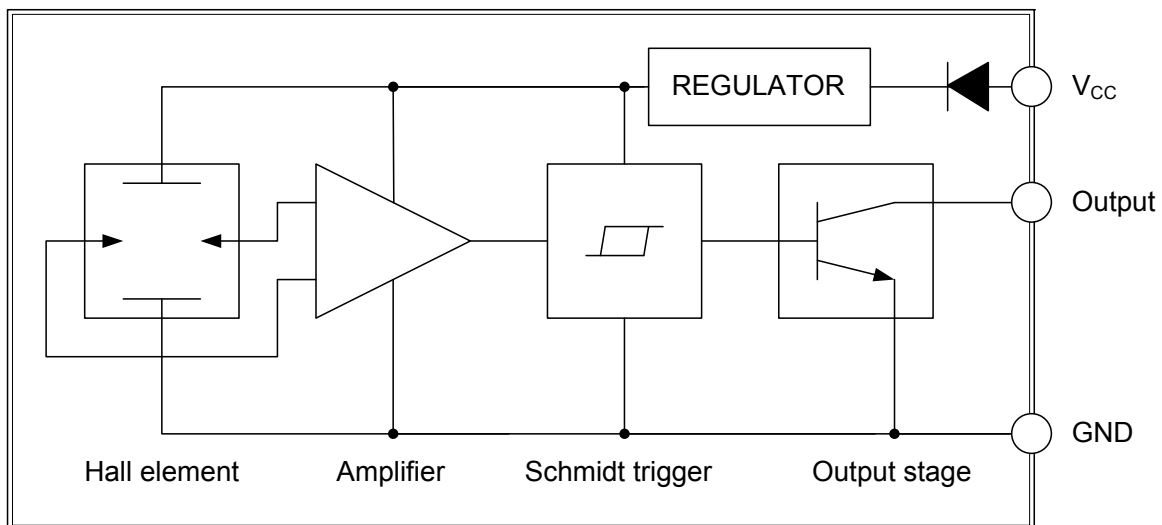 REGULATOR
V_CC
Output
GND
Hall element
Amplifier
Schmidt trigger
Output stage